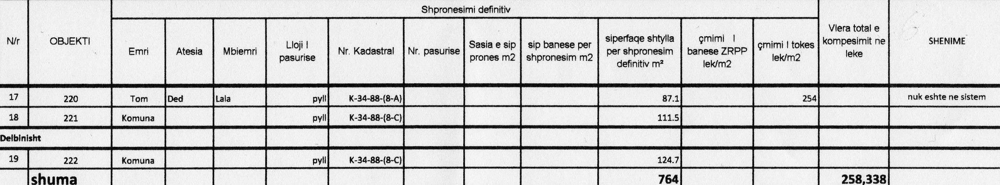 Shpronesimi definitiv
N/r OBJEKTI Emri Atesia Mbiemri Lloji I pasurise Nr. Kadastral Nr. pasurise Sasia e sip prones m2 sip banese per shpronesim m2 siperfaqe shtylla per shpronesim definitiv m² çmimi I banese ZRPP lek/m2 çmimi I tokes lek/m2 Vlera total e kompesimit ne leke SHENIME
17 220 Tom Ded Lala pyll K-34-88-(8-A) 87.1 254 nuk eshte ne sistem
18 221 Komuna pyll K-34-88-(8-C) 111.5
Delbinisht
19 222 Komuna pyll K-34-88-(8-C) 124.7
shuma 764 258,338